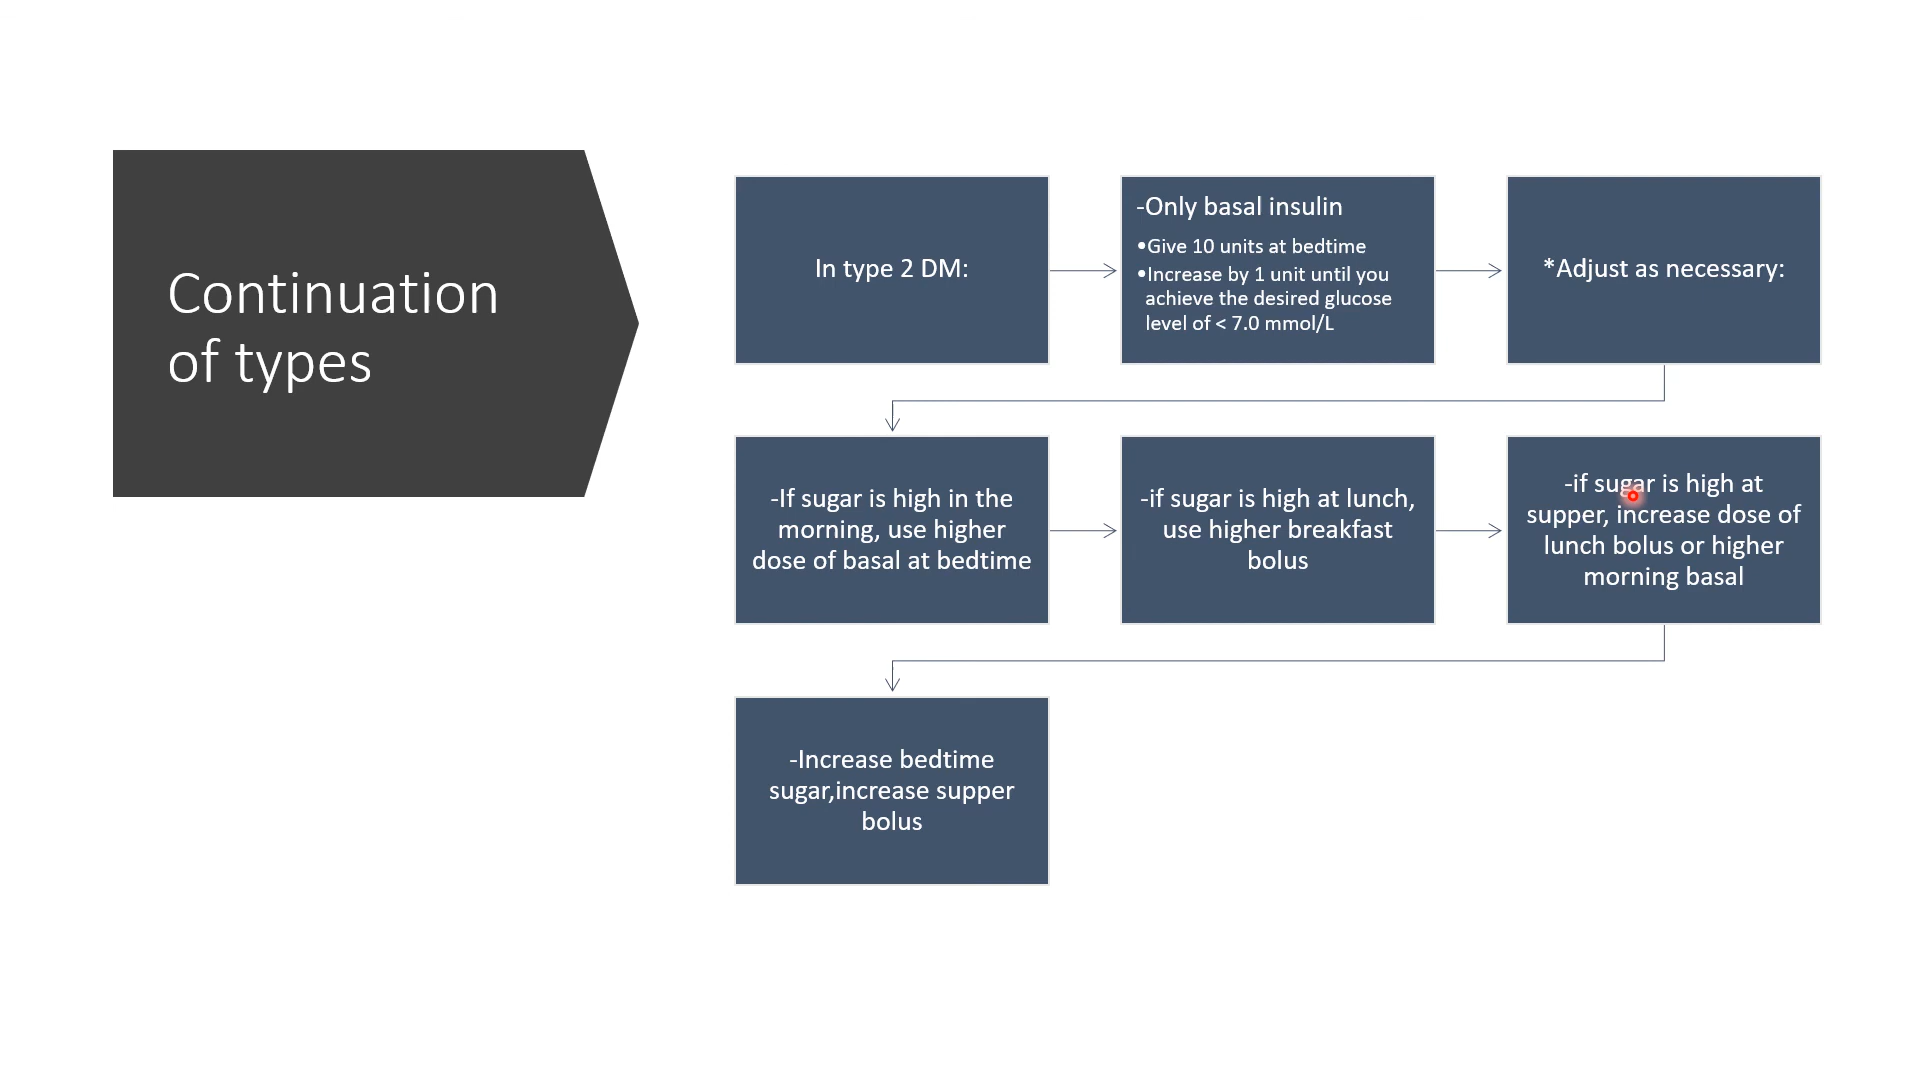 Continuation
of types
In type 2 DM:
-Only basal insulin
•Give 10 units at bedtime
•Increase by 1 unit until you
achieve the desired glucose
level of < 7.0 mmol/L
*Adjust as necessary:
-If sugar is high in the
morning, use higher
dose of basal at bedtime
-if sugar is high at lunch,
use higher breakfast
bolus
-if sugar is high at
supper, increase dose of
lunch bolus or higher
morning basal
-Increase bedtime
sugar,increase supper
bolus